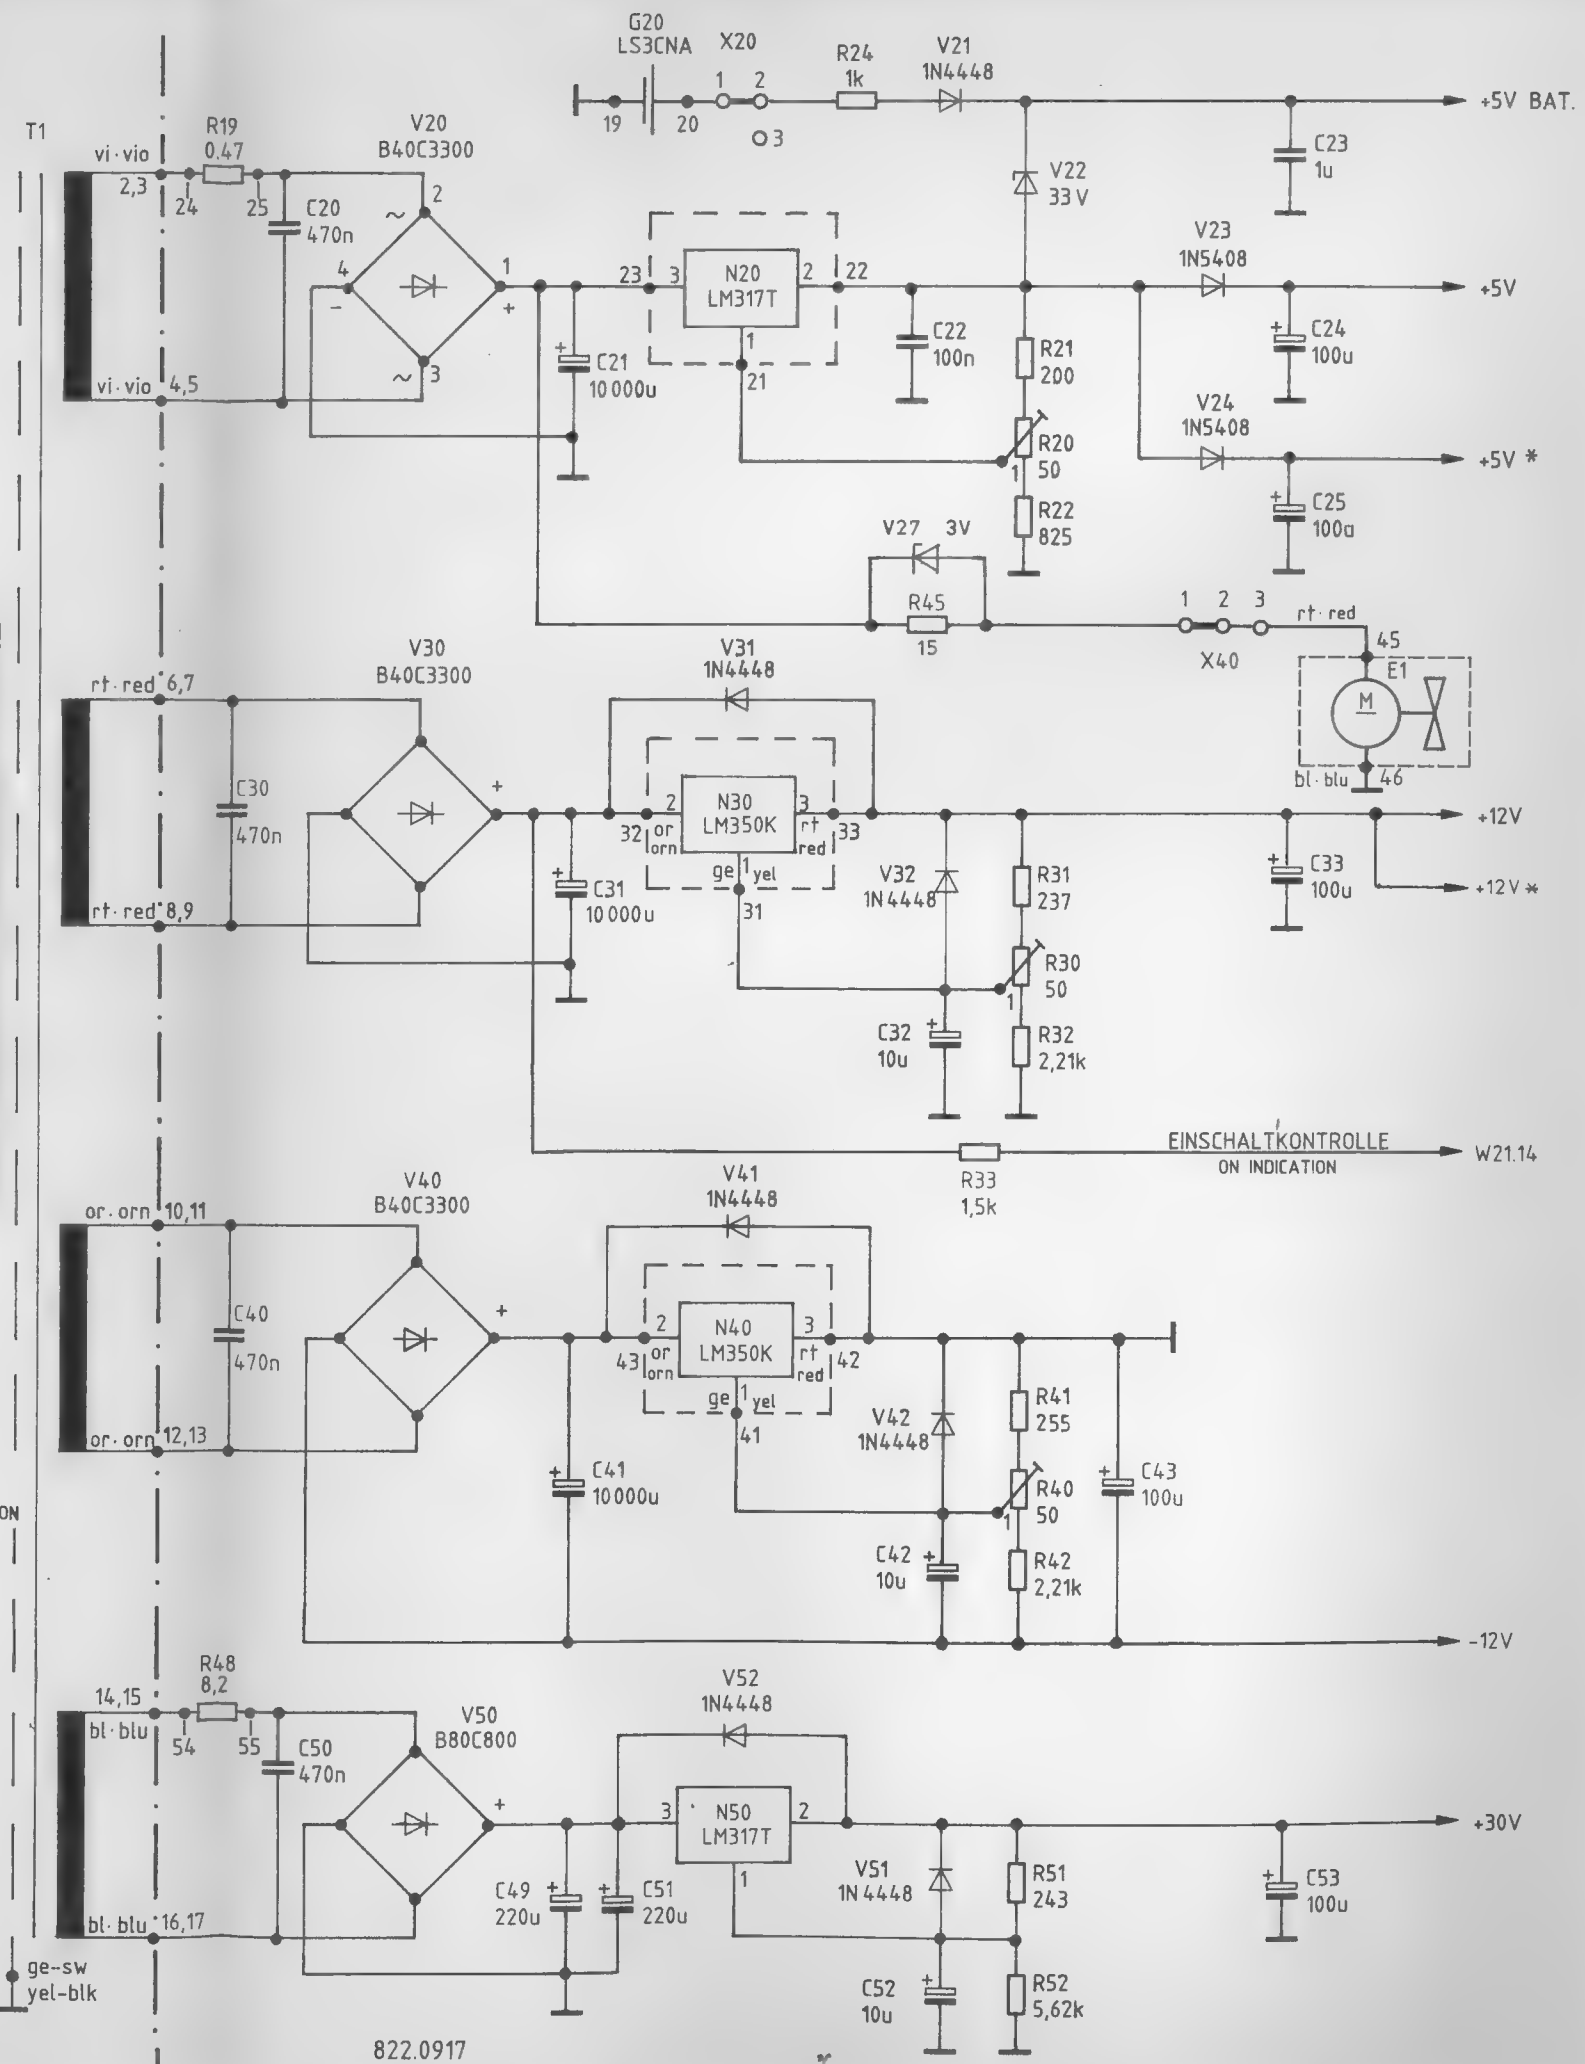 G20
LS3CNA
X20
1 2
R24
1k
V21
1N4448
19
20
3
+5V BAT.
T1
vi·vio
2,3
R19
0.47
24
25
C20
470n
V20
B40C3300
~
2
4
-
1
+
~
3
vi·vio 4,5
C21
10000u
+
23
3
N20
LM317T
2
22
1
21
V22
33V
C23
1u
V23
1N5408
+5V
C22
100n
R21
200
C24
100u
+
R20
50
1
V24
1N5408
+5V *
R22
825
C25
+
V27 3V
R45
15
1 2 3
rt·red
X40
45
E1
M
bl·blu
46
rt·red 6,7
V30
B40C3300
C30
470n
+
rt·red 8,9
V31
1N4448
2
N30
LM350K
3
32
or
orn
rt
red
33
ge 1 yel
31
C31
10000u
+
V32
1N4448
R31
237
R30
50
1
C32
10u
+
R32
2,21k
C33
100u
+
+12V
+12V *
EINSCHALTKONTROLLE
ON INDICATION
W21.14
R33
1,5k
or·orn 10,11
V40
B40C3300
C40
470n
+
or·orn 12,13
V41
1N4448
2
N40
LM350K
3
43
or
orn
rt
red
42
ge 1 yel
41
C41
10000u
+
V42
1N4448
R41
255
R40
50
1
C43
100u
+
C42
10u
+
R42
2,21k
ON
-12V
14,15
bl·blu
R48
8,2
54
55
C50
470n
V50
B80C800
+
bl·blu 16,17
V52
1N4448
3
N50
LM317T
2
1
C49
220u
+
C51
220u
+
V51
1N4448
R51
243
C53
100u
+
+30V
C52
10u
+
R52
5,62k
ge--sw
yel-blk
822.0917